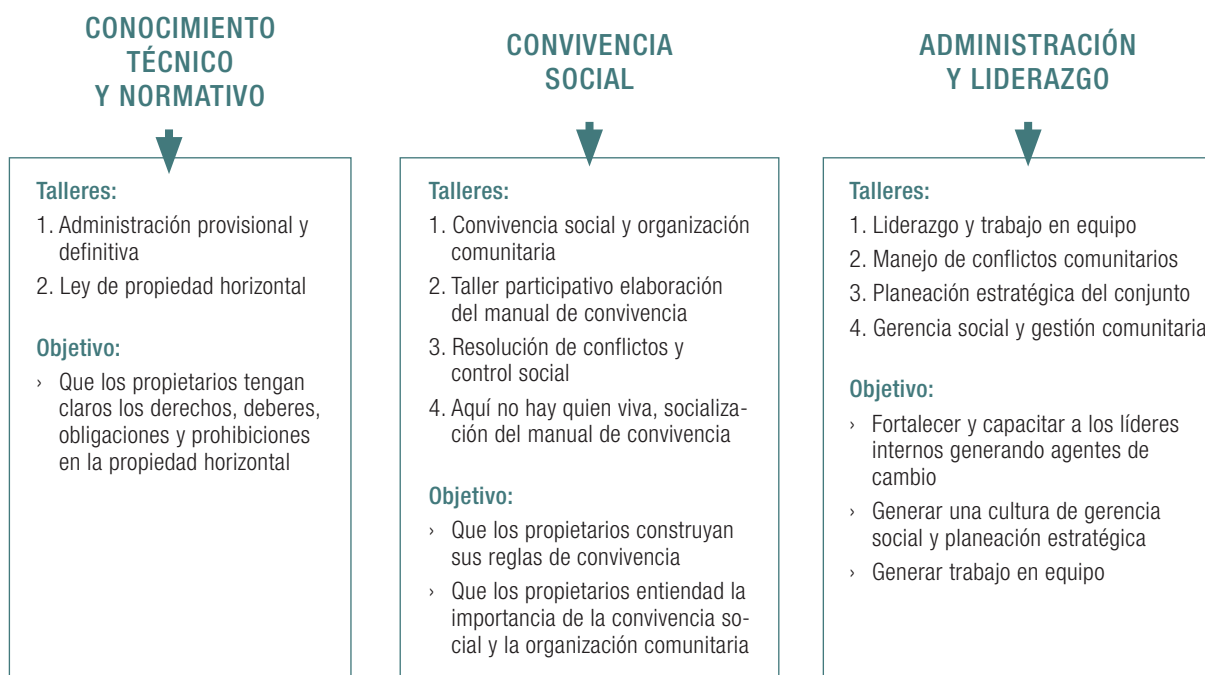 CONOCIMIENTO
TÉCNICO
Y NORMATIVO
Talleres:
1. Administración provisional y
definitiva
2. Ley de propiedad horizontal
Objetivo:
› Que los propietarios tengan
claros los derechos, deberes,
obligaciones y prohibiciones
en la propiedad horizontal
CONVIVENCIA
SOCIAL
Talleres:
1. Convivencia social y organización
comunitaria
2. Taller participativo elaboración
del manual de convivencia
3. Resolución de conflictos y
control social
4. Aquí no hay quien viva, socializa-
ción del manual de convivencia
Objetivo:
› Que los propietarios construyan
sus reglas de convivencia
› Que los propietarios entiendad la
importancia de la convivencia so-
cial y la organización comunitaria
ADMINISTRACIÓN
Y LIDERAZGO
Talleres:
1. Liderazgo y trabajo en equipo
2. Manejo de conflictos comunitarios
3. Planeación estratégica del conjunto
4. Gerencia social y gestión comunitaria
Objetivo:
› Fortalecer y capacitar a los líderes
internos generando agentes de
cambio
› Generar una cultura de gerencia
social y planeación estratégica
› Generar trabajo en equipo